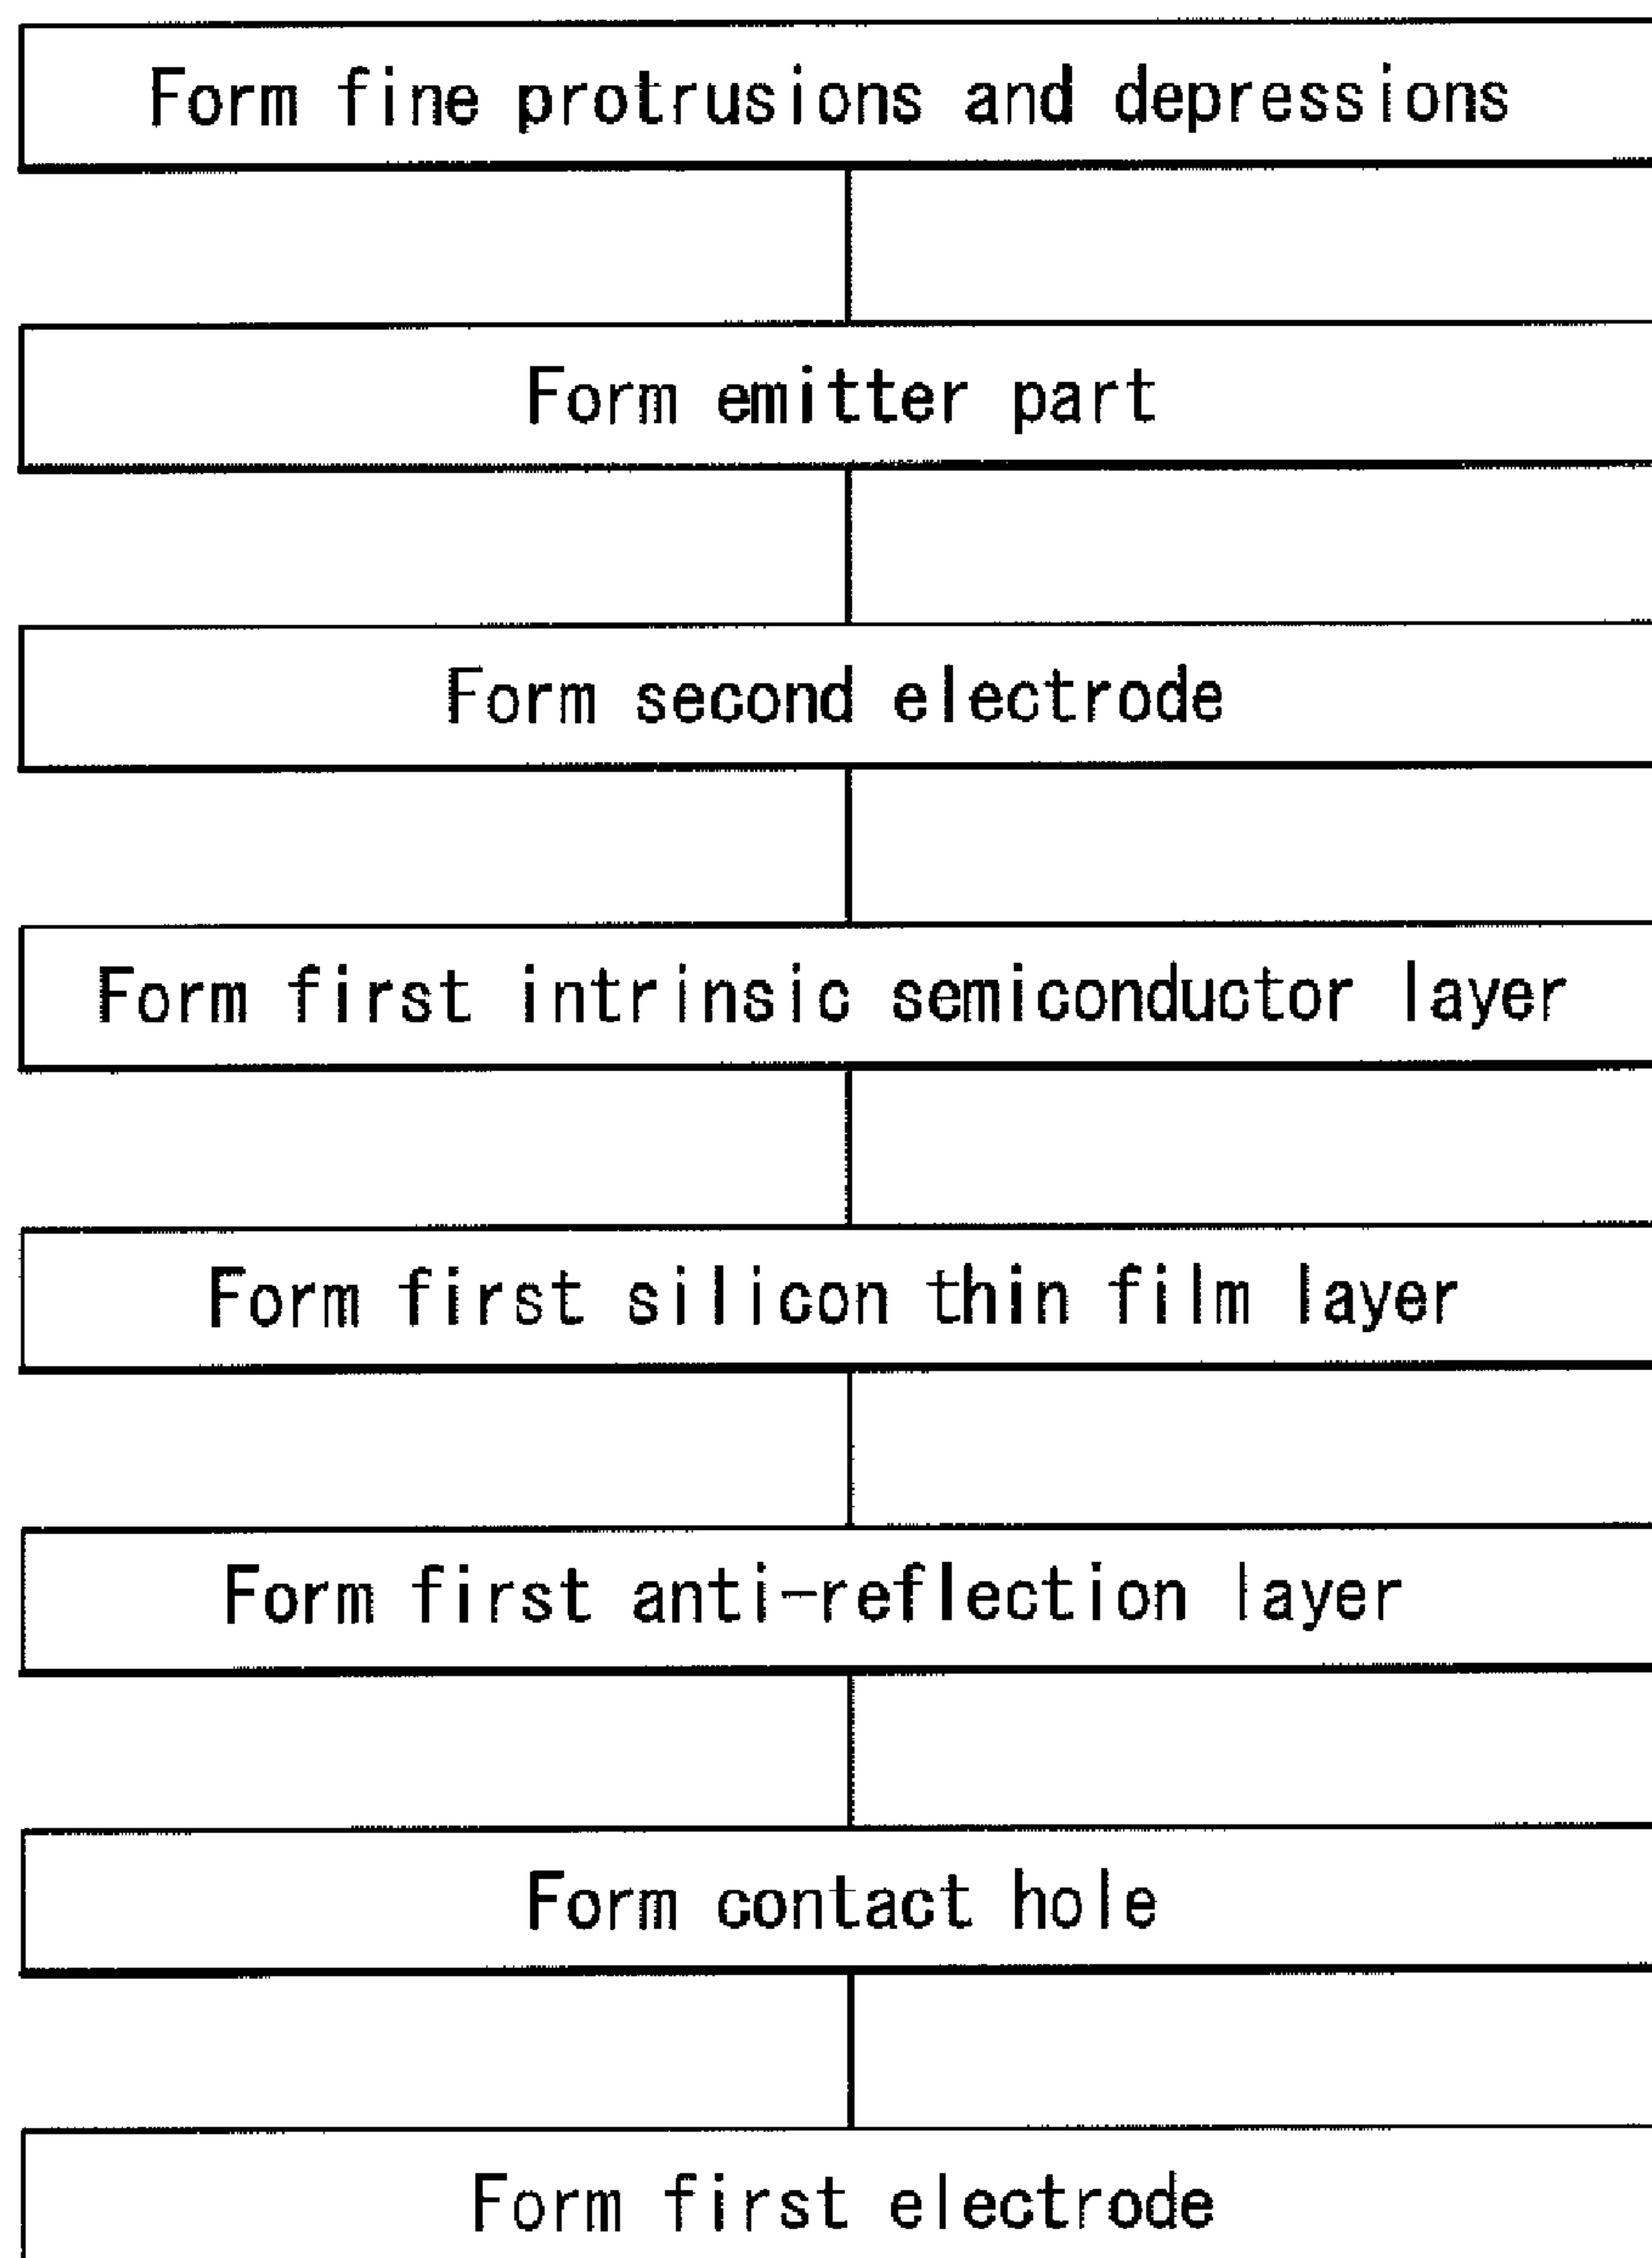 Form fine protrusions and depressions
Form emitter part
Form second electrode
Form first intrinsic semiconductor layer
Form first silicon thin film layer
Form first anti-reflection layer
Form contact hole
Form first electrode